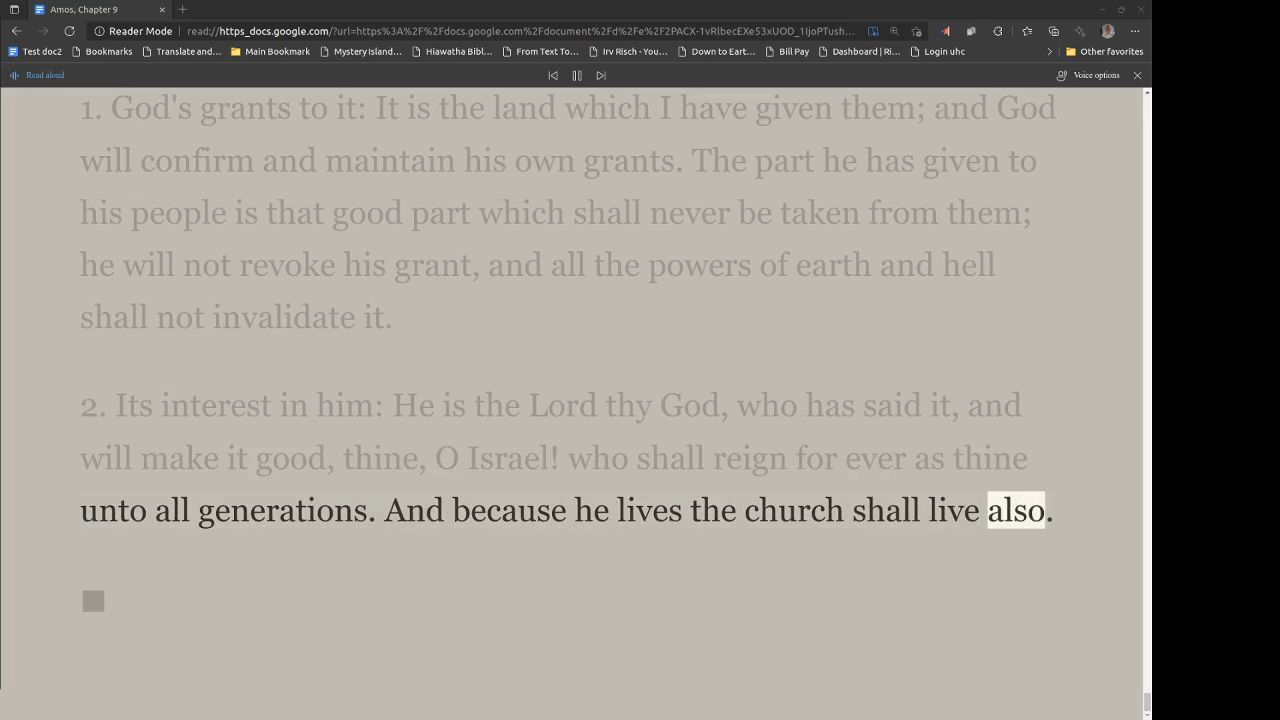 Amos, Chapter 9
Reader Mode read://https_docs.google.com/?url=https%3A%2F%2Fdocs.google.com%2Fdocument%2Fd%2Fe%2F2PACX-1vRlbecEXe53xUOD_1IjoPTush...
Test doc2 Bookmarks Translate and... Main Bookmark Mystery Island... Hiawatha Bibl... From Text To... Irv Risch - You... Down to Eart... Bill Pay Dashboard | Ri... Login uhc Other favorites
Read aloud Voice options
1. God's grants to it: It is the land which I have given them; and God
will confirm and maintain his own grants. The part he has given to
his people is that good part which shall never be taken from them;
he will not revoke his grant, and all the powers of earth and hell
shall not invalidate it.
2. Its interest in him: He is the Lord thy God, who has said it, and
will make it good, thine, O Israel! who shall reign for ever as thine
unto all generations. And because he lives the church shall live also.